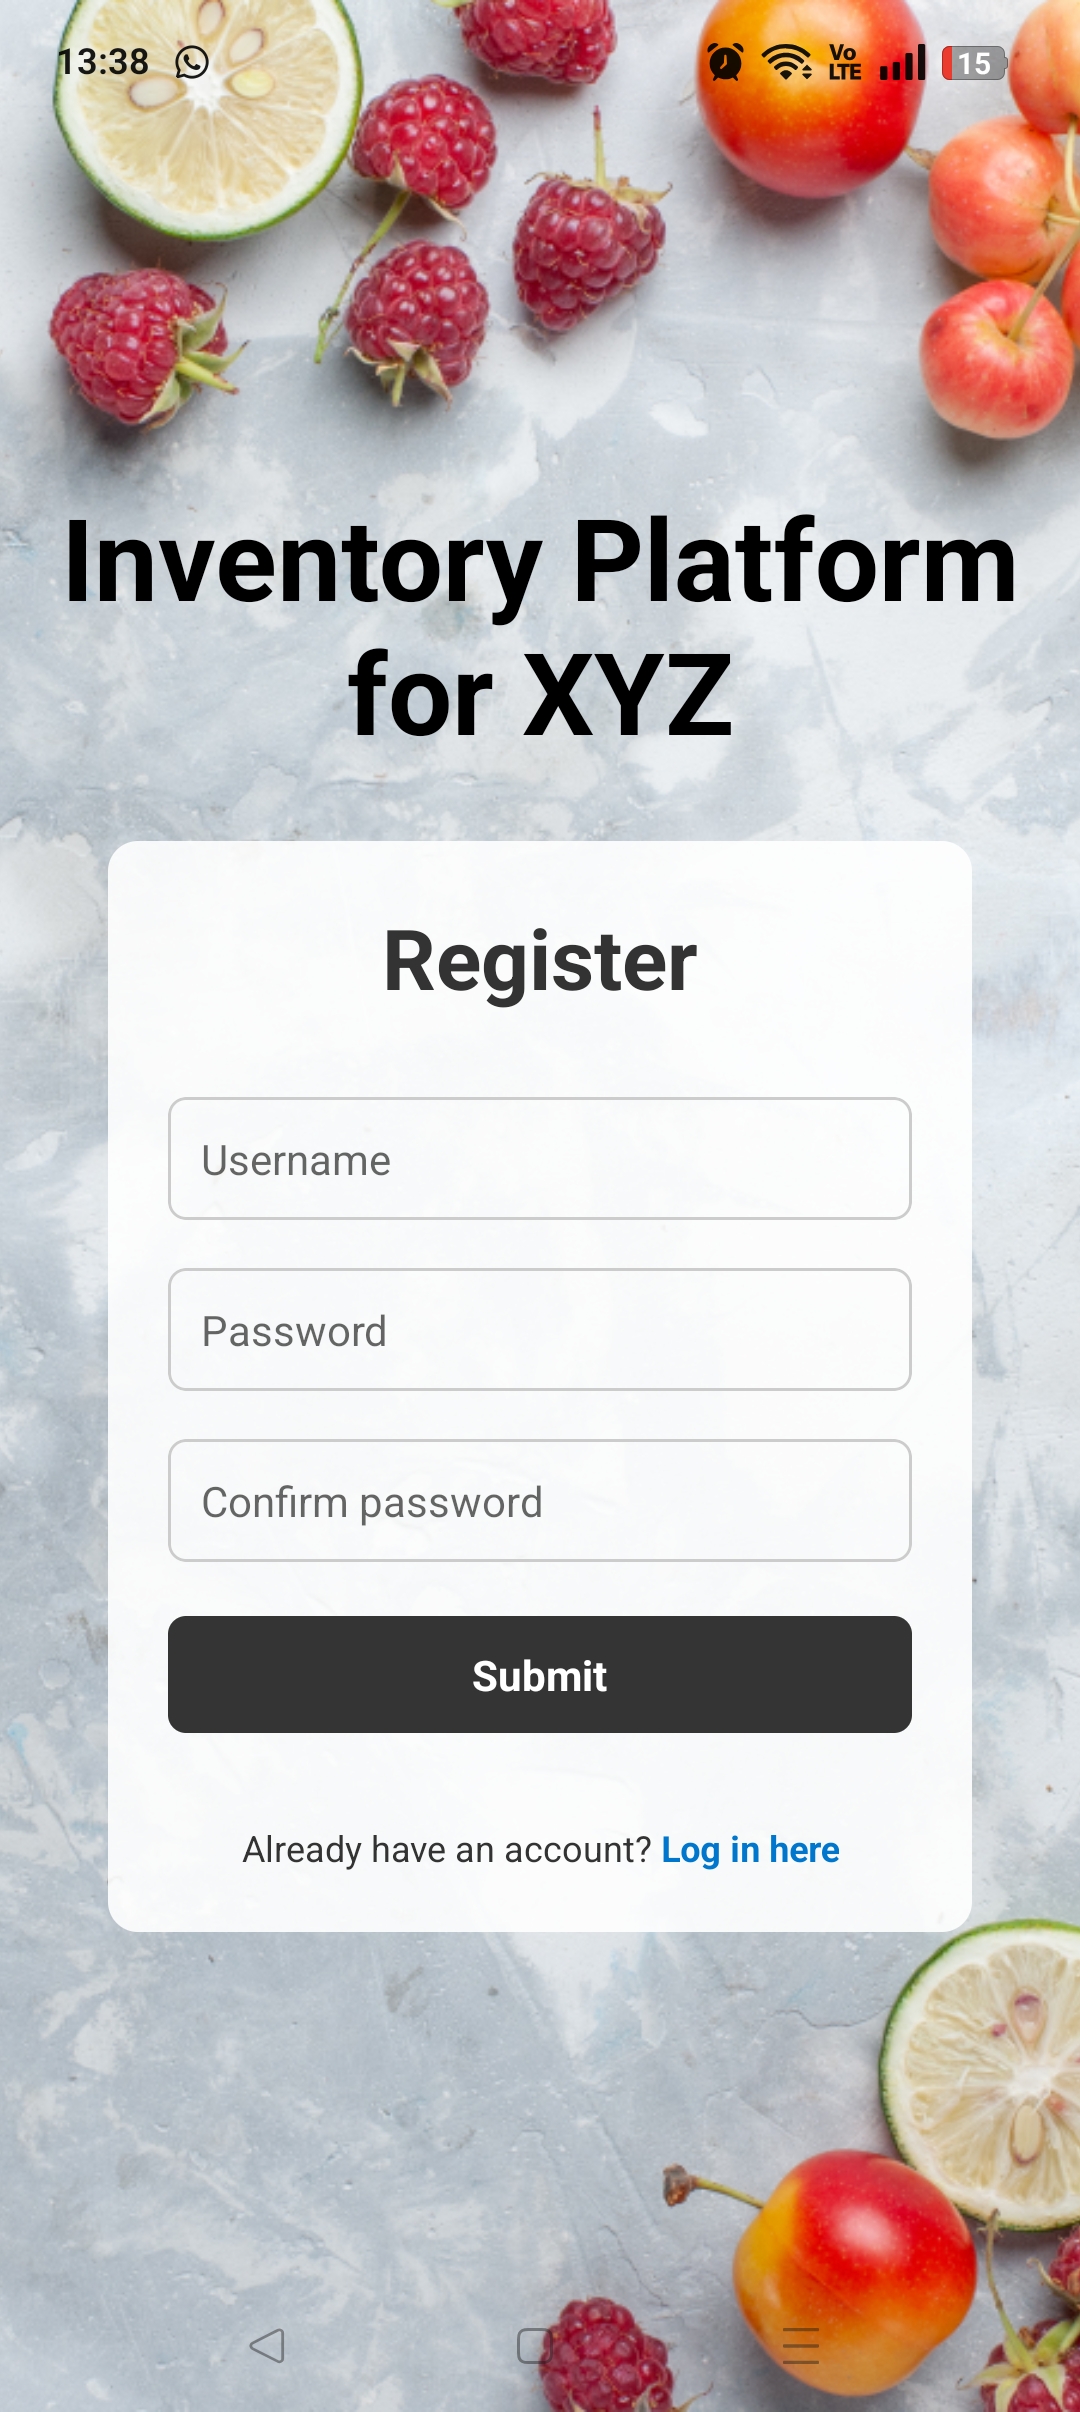 13:38
Vo
LTE
15
Inventory Platform
for XYZ
Register
Username
Password
Confirm password
Submit
Already have an account? Log in here